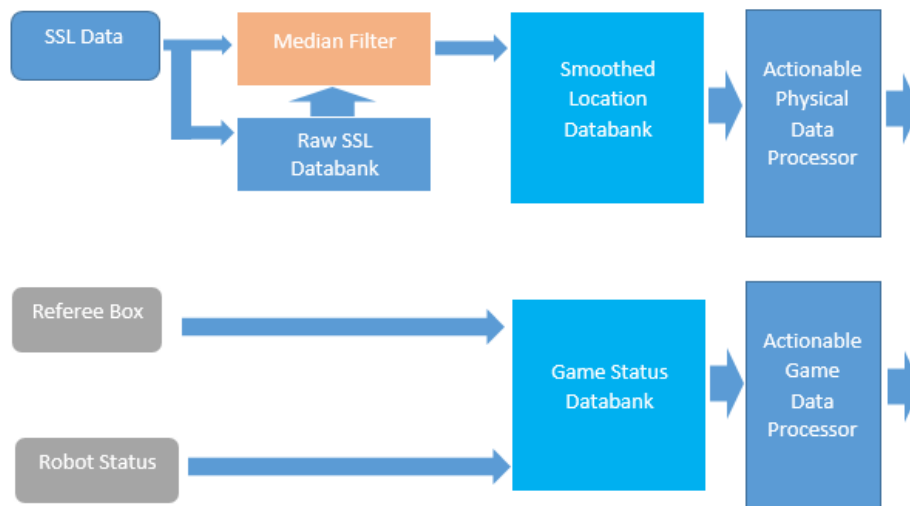 SSL Data
Median Filter
Raw SSL
Databank
Smoothed
Location
Databank
Actionable
Physical
Data
Processor
Referee Box
Robot Status
Game Status
Databank
Actionable
Game
Data
Processor